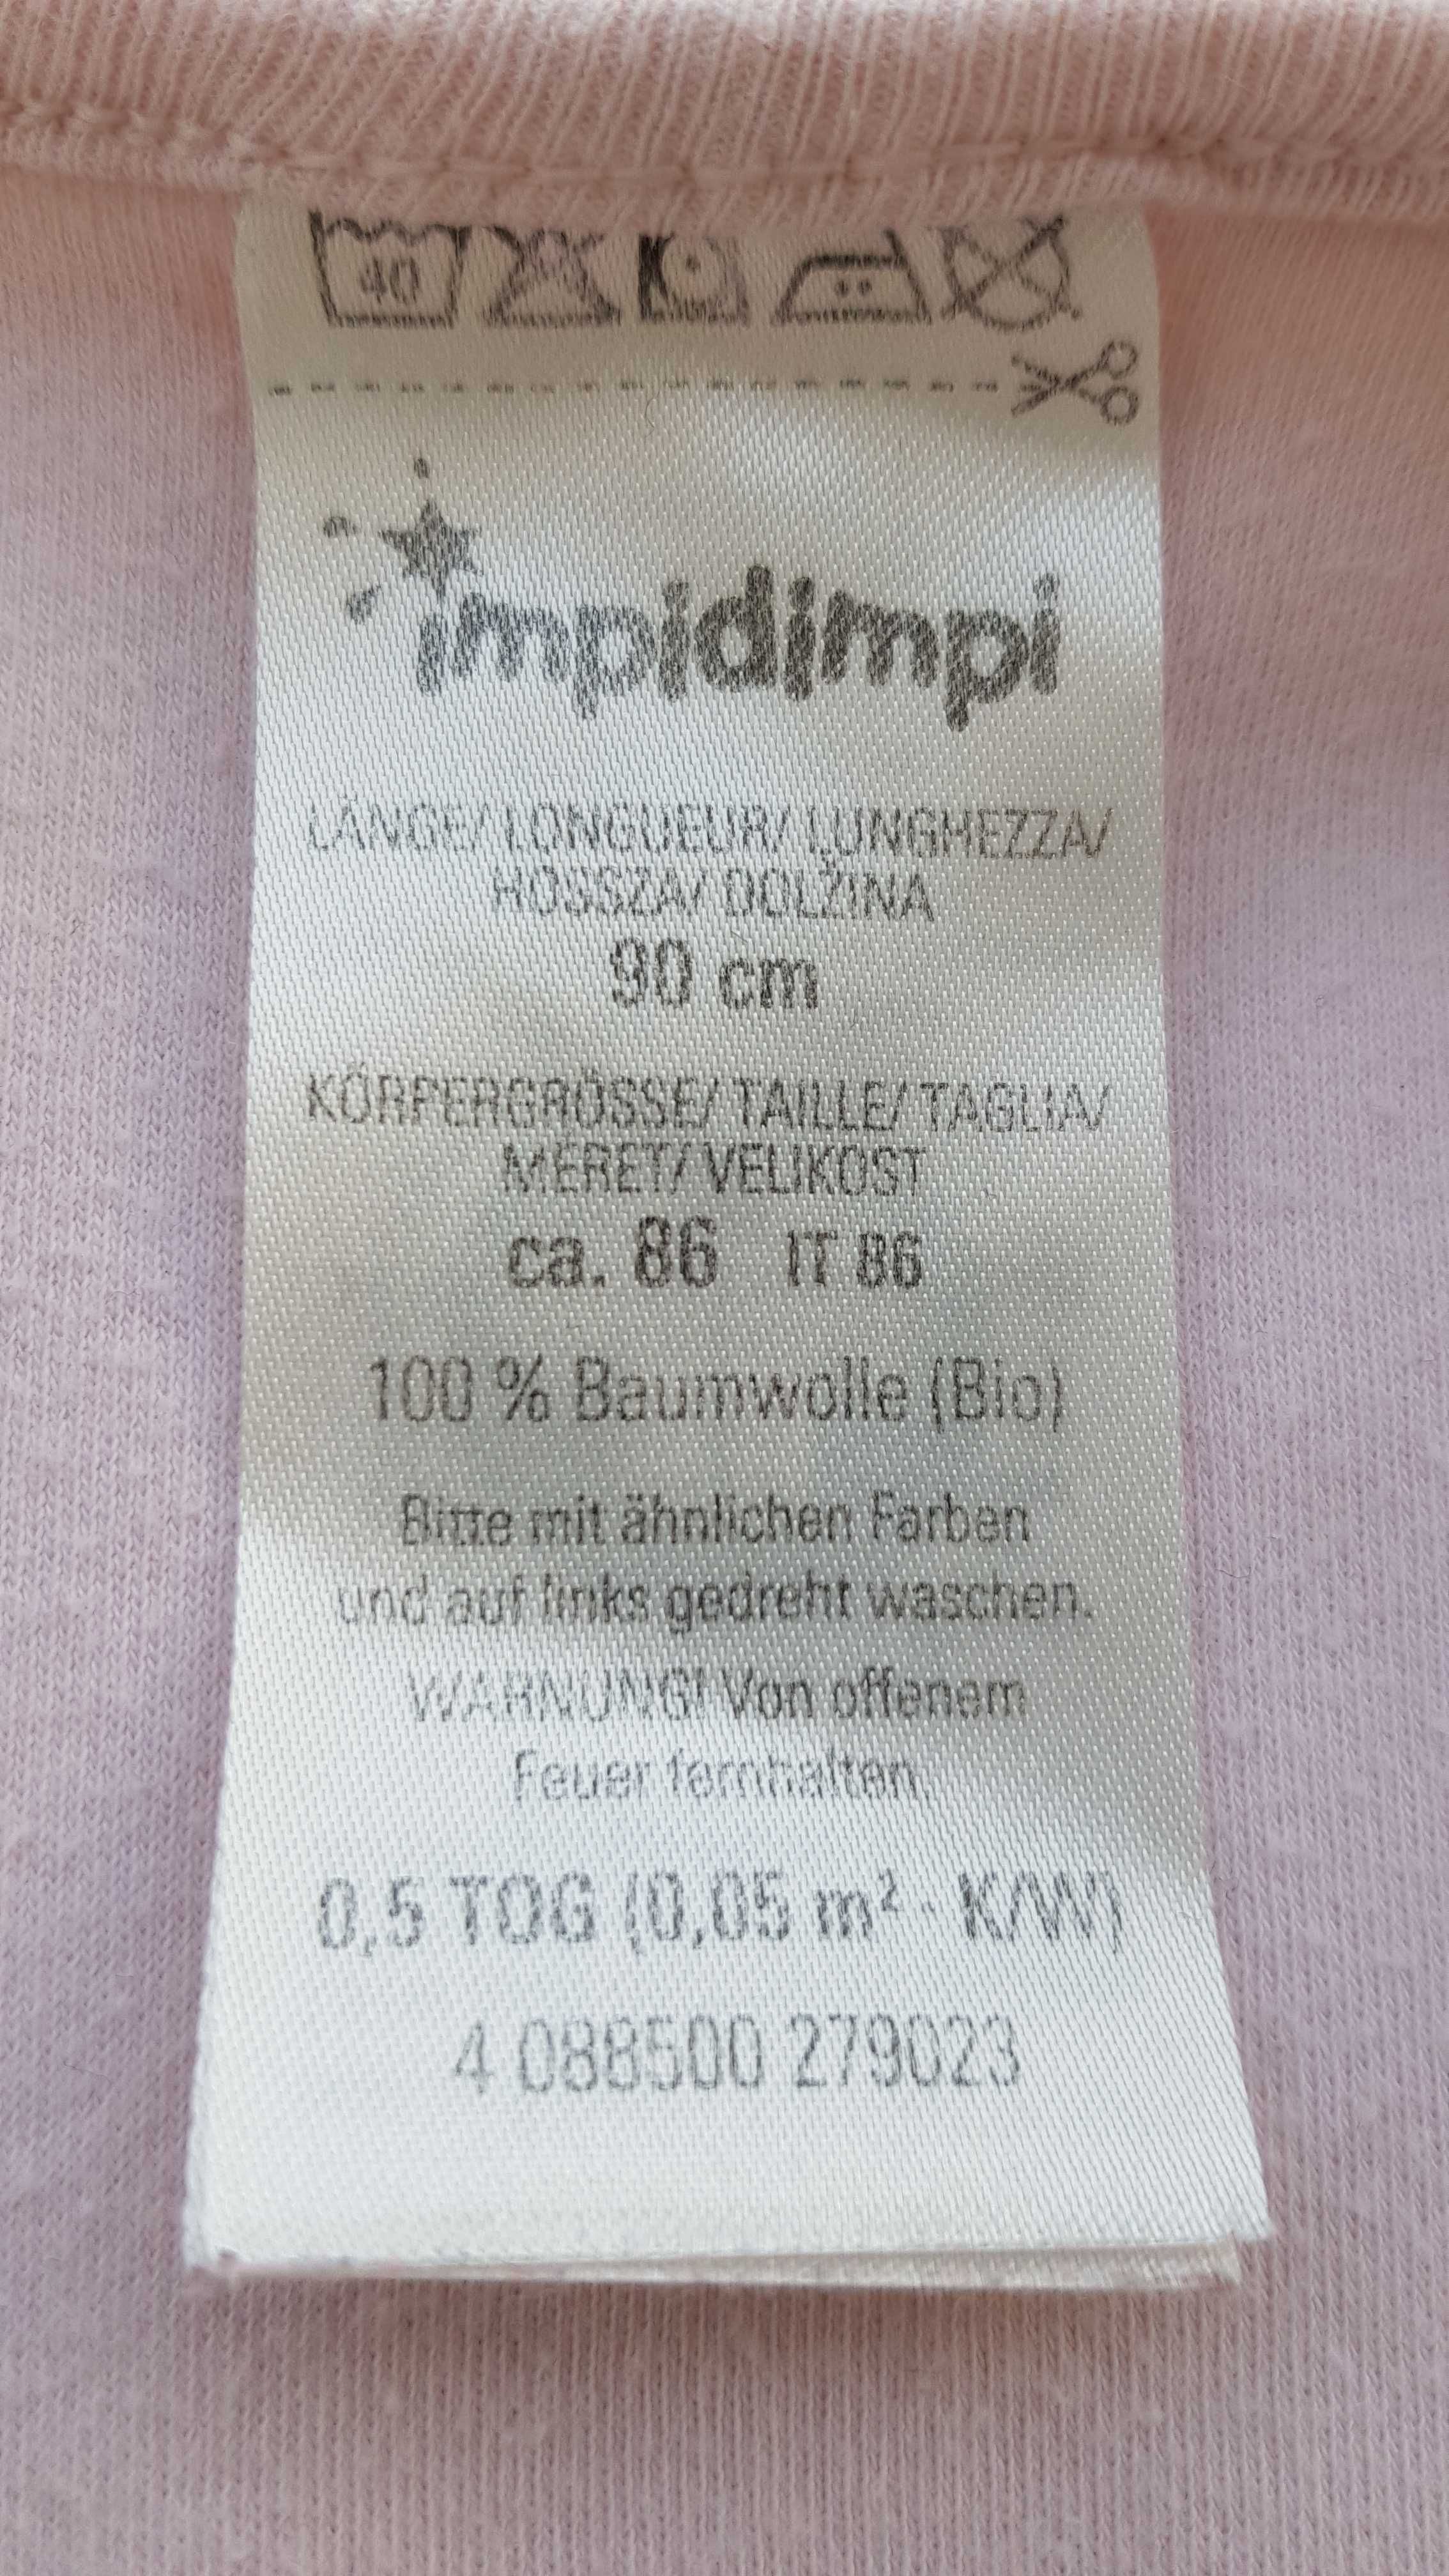 40
impidimpi
LÄNGE/ LONGUEUR/ LUNGHEZZA/
HOSSZA/ DOLŽINA
90 cm
KÖRPERGRÖSSE/ TAILLE/ TAGLIA/
MÉRET/ VELIKOST
ca. 86 IT 86
100 % Baumwolle (Bio)
Bitte mit ähnlichen Farben
und auf links gedreht waschen.
WARNUNG! Von offenem
Feuer fernhalten.
0,5 TOG (0,05 m² · K/W)
4 088500 279023